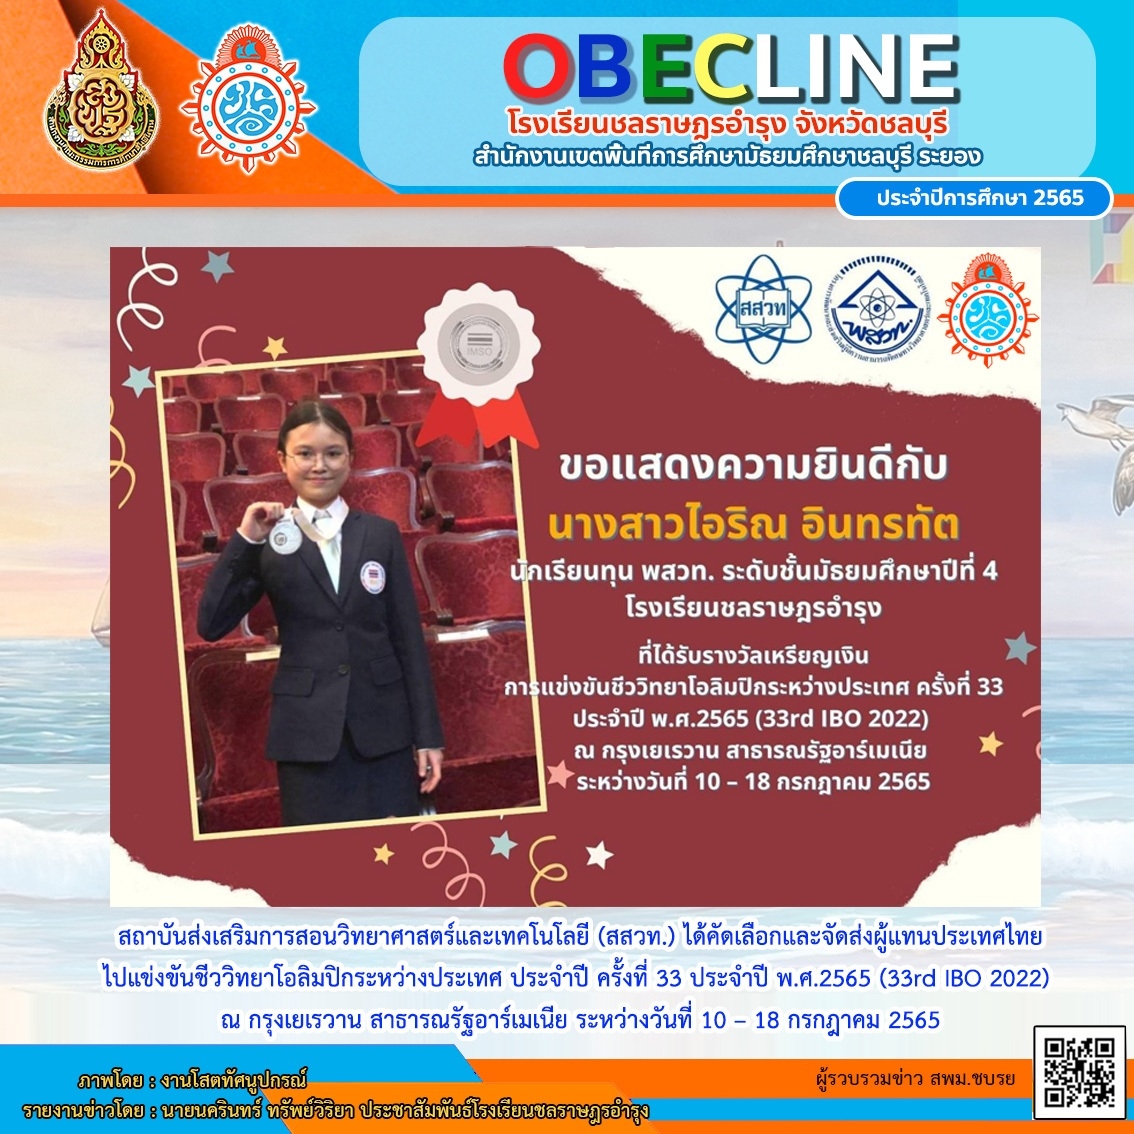 OBECLINE
โรงเรียนชลราษฎรอำรุง จังหวัดชลบุรี
สำนักงานเขตพื้นที่การศึกษามัธยมศึกษาชลบุรี ระยอง
ประจำปีการศึกษา 2565
สสวท
พสวท.
IMSO
ขอแสดงความยินดีกับ
นางสาวไอริณ อินทรทัต
นักเรียนทุน พสวท. ระดับชั้นมัธยมศึกษาปีที่ 4
โรงเรียนชลราษฎรอำรุง
ที่ได้รับรางวัลเหรียญเงิน
การแข่งขันชีววิทยาโอลิมปิกระหว่างประเทศ ครั้งที่ 33
ประจำปี พ.ศ.2565 (33rd IBO 2022)
ณ กรุงเยเรวาน สาธารณรัฐอาร์เมเนีย
ระหว่างวันที่ 10 – 18 กรกฎาคม 2565
สถาบันส่งเสริมการสอนวิทยาศาสตร์และเทคโนโลยี (สสวท.) ได้คัดเลือกและจัดส่งผู้แทนประเทศไทย
ไปแข่งขันชีววิทยาโอลิมปิกระหว่างประเทศ ประจำปี ครั้งที่ 33 ประจำปี พ.ศ.2565 (33rd IBO 2022)
ณ กรุงเยเรวาน สาธารณรัฐอาร์เมเนีย ระหว่างวันที่ 10 – 18 กรกฎาคม 2565
ภาพโดย : งานโสตทัศนูปกรณ์
รายงานข่าวโดย : นายนครินทร์ ทรัพย์วิริยา ประชาสัมพันธ์โรงเรียนชลราษฎรอำรุง
ผู้รวบรวมข่าว สพม.ชบรย